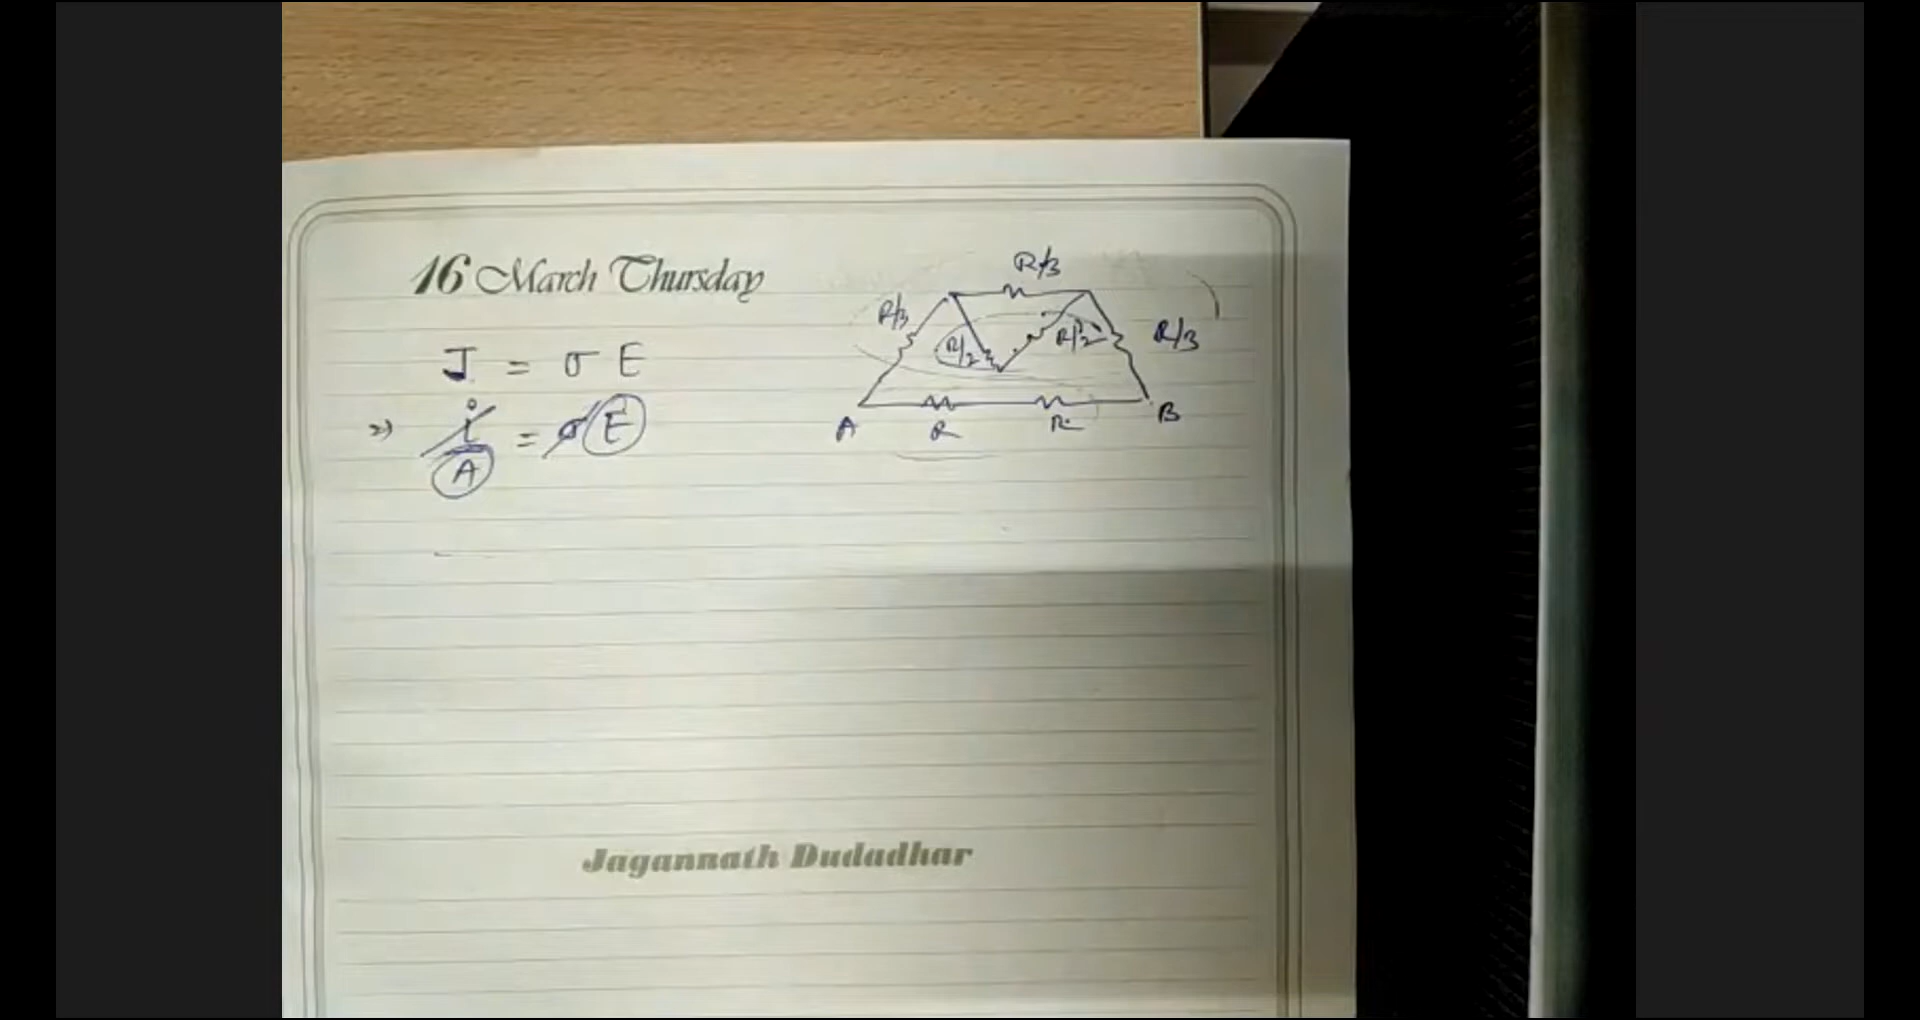 16 March Thursday
J = σ E
=> i/A = σ E
R/3
R/3
R/3
R/2
R/2
A
R
R
B
Jagannath Dudadhar